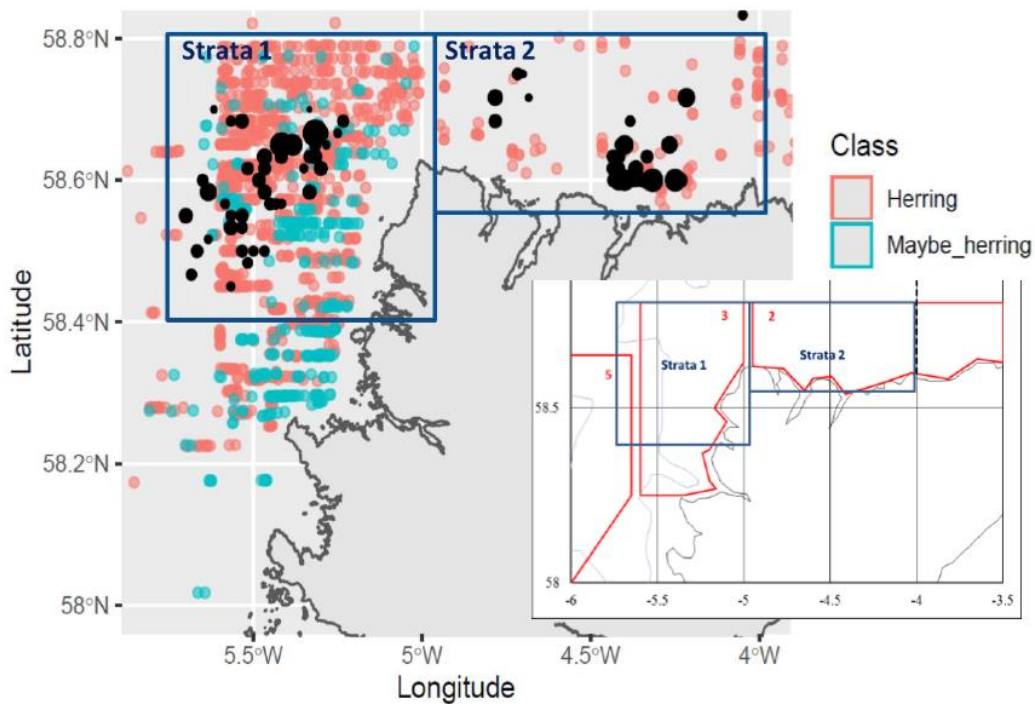 58.8°N
58.6°N
58.4°N
58.2°N
58°N
Latitude
Strata 1
Strata 2
Class
Herring
Maybe_herring
5.5°W
5°W
4.5°W
4°W
Longitude
3
2
5
Strata 1
Strata 2
58.5
58
-6
-5.5
-5
-4.5
-4
-3.5